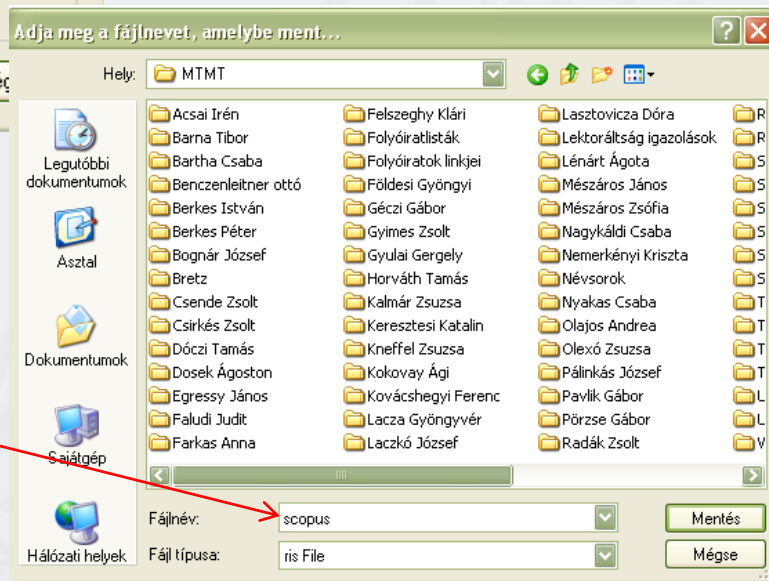 Adja meg a fájlnevet, amelybe ment...
Hely: MTMT
Legutóbbi
dokumentumok
Asztal
Dokumentumok
Sajátgép
Hálózati helyek
Acsai Irén
Barna Tibor
Bartha Csaba
Benczenleitner ottó
Berkes István
Berkes Péter
Bognár József
Bretz
Csende Zsolt
Csirkés Zsolt
Dóczi Tamás
Dosek Ágoston
Egressy János
Faludi Judit
Farkas Anna
Felszeghy Klári
Folyóiratlisták
Folyóiratok linkjei
Földesi Gyöngyi
Géczi Gábor
Gyimes Zsolt
Gyulai Gergely
Horváth Tamás
Kalmár Zsuzsa
Keresztesi Katalin
Kneffel Zsuzsa
Kokovay Ági
Kovácshegyi Ferenc
Lacza Gyöngyvér
Laczkó József
Lasztovicza Dóra
Lektoráltság igazolások
Lénárt Ágota
Mészáros János
Mészáros Zsófia
Nagykáldi Csaba
Nemerkényi Kriszta
Névsorok
Nyakas Csaba
Olajos Andrea
Olexó Zsuzsa
Pálinkás József
Pavlik Gábor
Pörzse Gábor
Radák Zsolt
Fájlnév: scopus
Mentés
Fájl típusa: ris File
Mégse